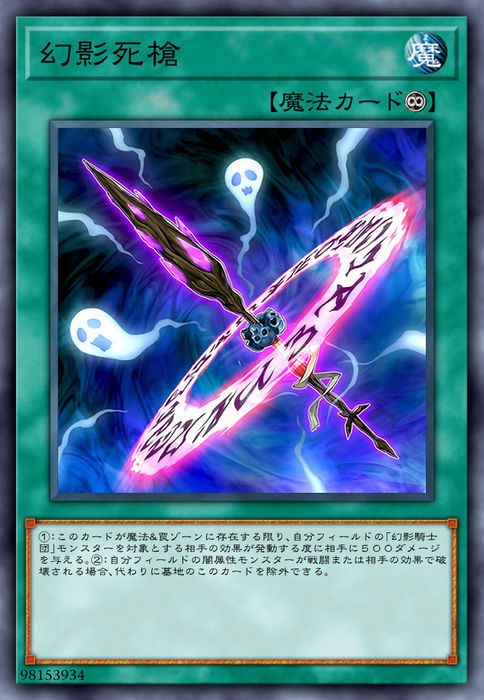 幻影死槍
魔
【魔法カード♾】
①:このカードが魔法&罠ゾーンに存在する限り、自分フィールドの「幻影騎士
団」モンスターを対象とする相手の効果が発動する度に相手に500ダメージ
を与える。②:自分フィールドの闇属性モンスターが戦闘または相手の効果で破
壊される場合、代わりに墓地のこのカードを除外できる。
98153934